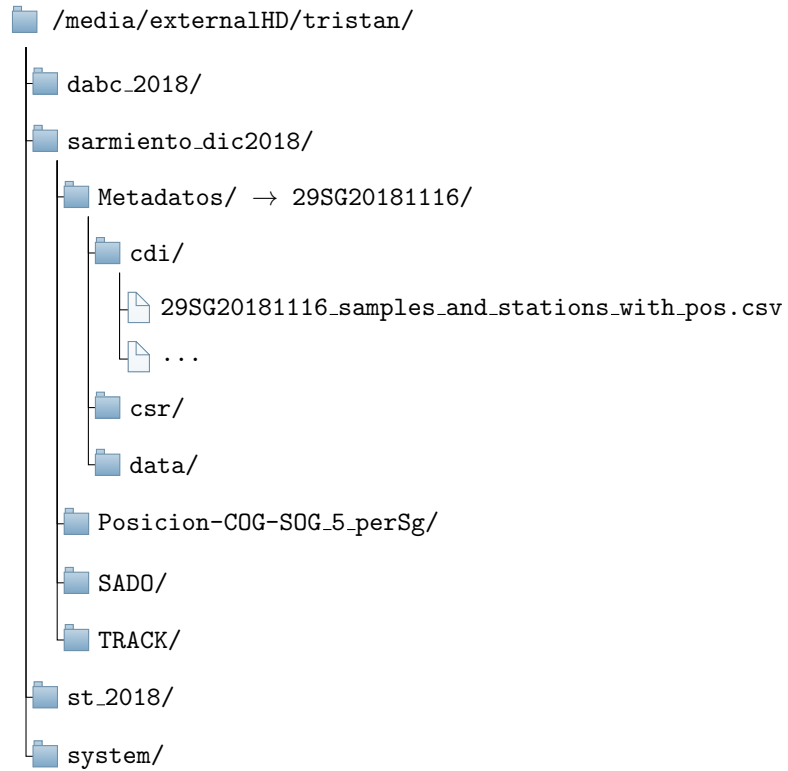 /media/externalHD/tristan/
dabc_2018/
sarmiento_dic2018/
Metadatos/ → 29SG20181116/
cdi/
29SG20181116_samples_and_stations_with_pos.csv
...
csr/
data/
Posicion-COG-SOG_5_perSg/
SADO/
TRACK/
st_2018/
system/